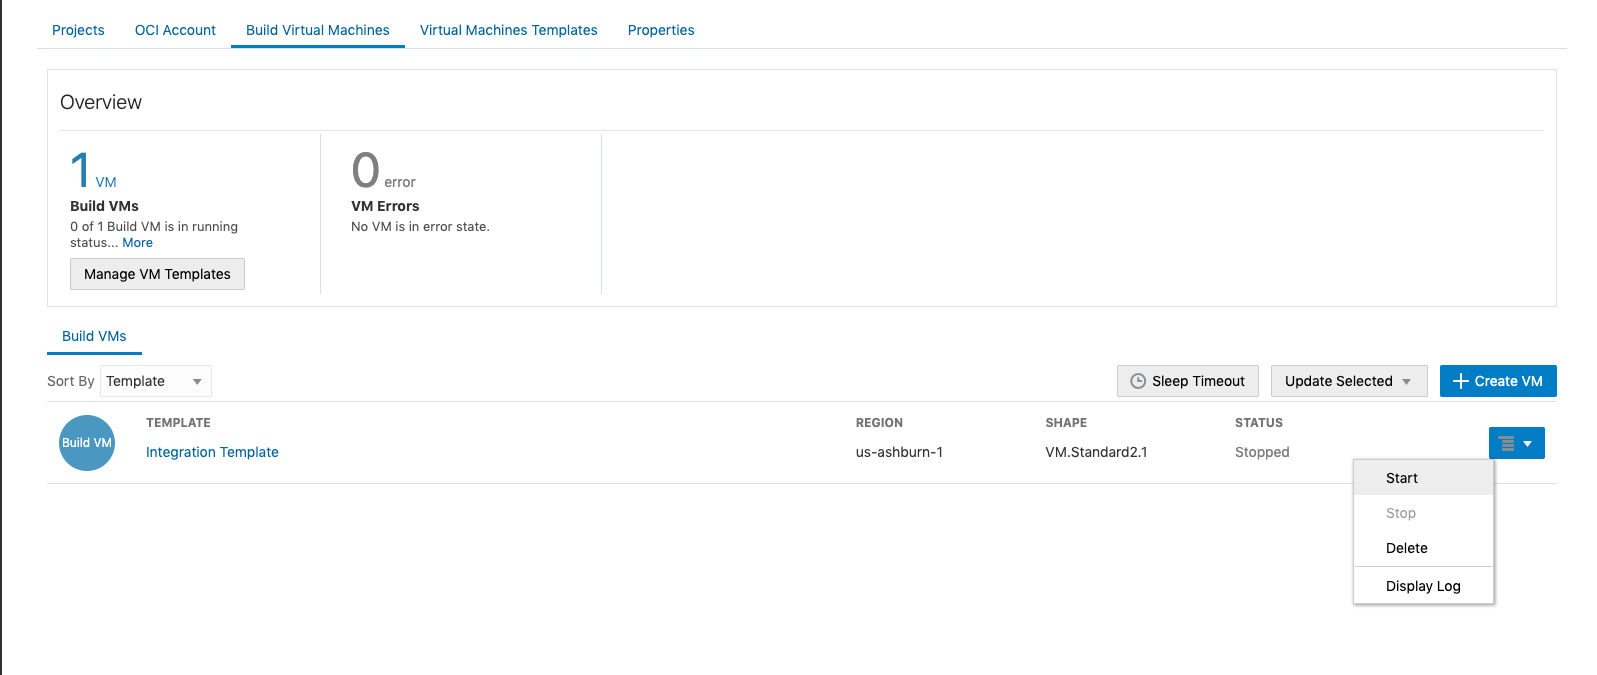 Projects OCI Account Build Virtual Machines Virtual Machines Templates Properties
Overview
1 VM
Build VMs
0 of 1 Build VM is in running
status... More
Manage VM Templates
0 error
VM Errors
No VM is in error state.
Build VMs
Sort By Template Sleep Timeout Update Selected Create VM
Build VM
TEMPLATE REGION SHAPE STATUS
Integration Template us-ashburn-1 VM.Standard2.1 Stopped
Start
Stop
Delete
Display Log